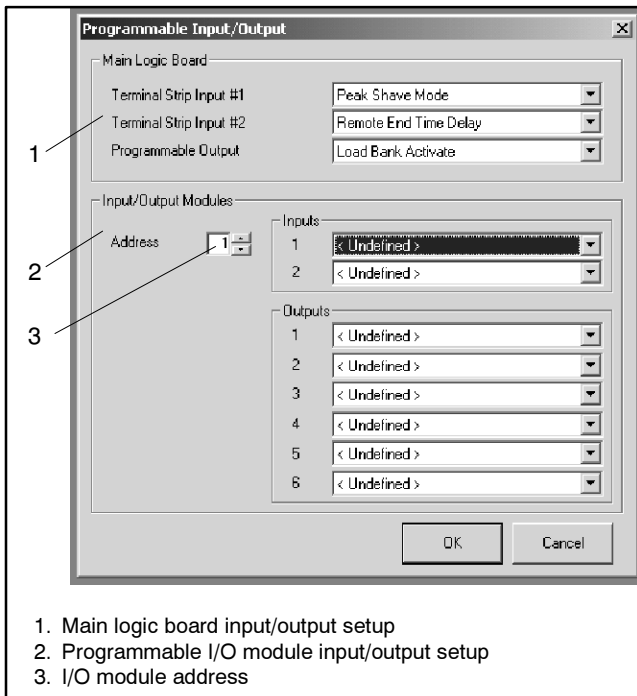 Programmable Input/Output
Main Logic Board
Terminal Strip Input #1 Peak Shave Mode
Terminal Strip Input #2 Remote End Time Delay
Programmable Output Load Bank Activate
1
Input/Output Modules
Address 1
2
3
Inputs
1 < Undefined >
2 < Undefined >
Outputs
1 < Undefined >
2 < Undefined >
3 < Undefined >
4 < Undefined >
5 < Undefined >
6 < Undefined >
OK Cancel
1. Main logic board input/output setup
2. Programmable I/O module input/output setup
3. I/O module address